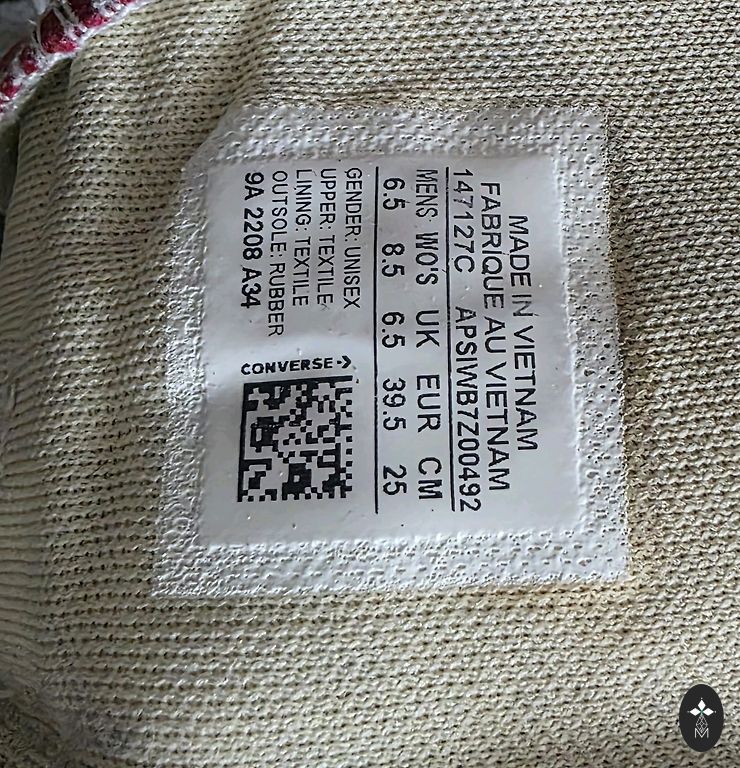 MADE IN VIETNAM
FABRIQUE AU VIETNAM
147127C APSIWB7Z00492
MENS WO'S UK EUR CM
6.5 8.5 6.5 39.5 25
GENDER: UNISEX
UPPER: TEXTILE
LINING: TEXTILE
OUTSOLE: RUBBER
9A 2208 A34
CONVERSE
M